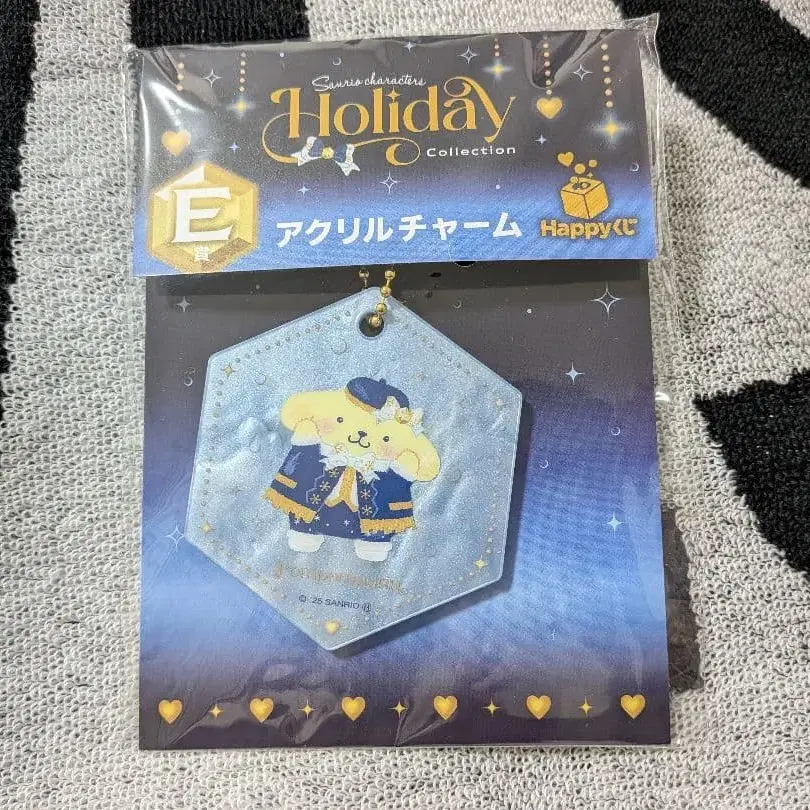 Sanrio characters
Holiday
Collection
E
賞
アクリルチャーム
Happyくじ
Pompompurin
© '25 SANRIO Ⓗ